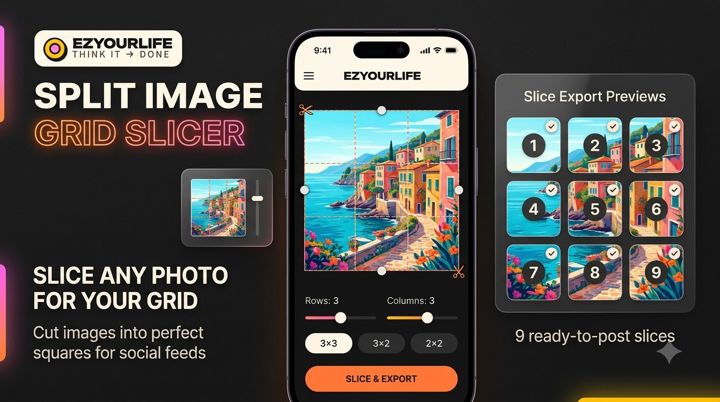 EZYOURLIFE
THINK IT → DONE
SPLIT IMAGE
GRID SLICER
SLICE ANY PHOTO
FOR YOUR GRID
Cut images into perfect
squares for social feeds
9:41
EZYOURLIFE
Rows: 3
Columns: 3
3×3
3×2
2×2
SLICE & EXPORT
Slice Export Previews
1
2
3
4
5
6
7
8
9
9 ready-to-post slices